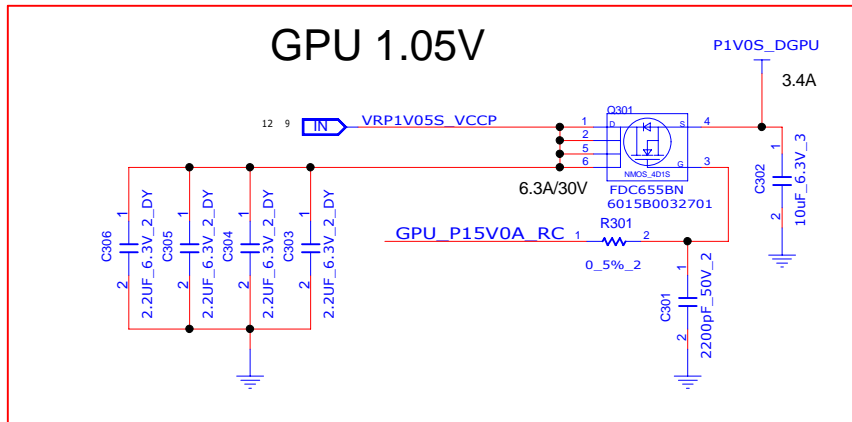 GPU 1.05V
P1V0S_DGPU
3.4A
12 9 IN VRP1V05S_VCCP
Q301
1 D S 4
2
5
6 G 3
NMOS_4D1S
6.3A/30V
FDC655BN
6015B0032701
1 C302 10uF_6.3V_3 2
GPU_P15V0A_RC 1 R301 2
0_5%_2
1 C306 2.2UF_6.3V_2_DY 2
1 C305 2.2UF_6.3V_2_DY 2
1 C304 2.2UF_6.3V_2_DY 2
1 C303 2.2UF_6.3V_2_DY 2
1 C301 2200pF_50V_2 2